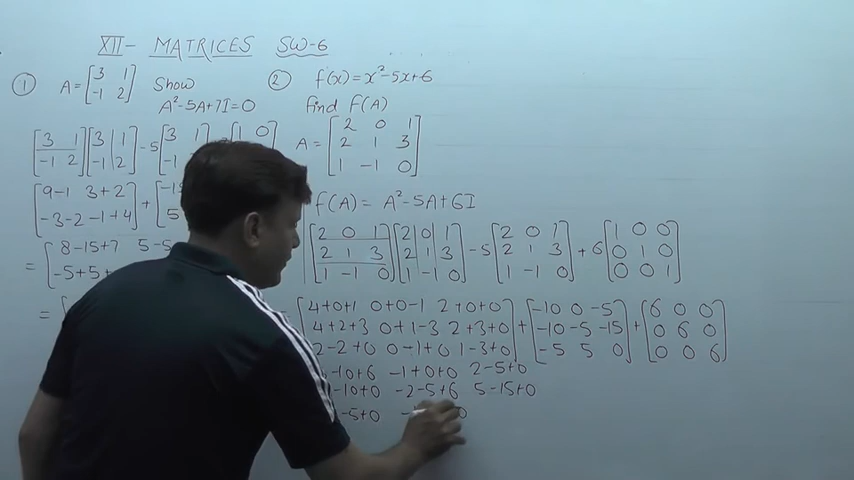 XII- MATRICES SW-6
① A = [3 1
-1 2] Show
A²-5A+7I=0
[3 1
-1 2] [3 1
-1 2] -5 [3 1
-1 [1 0
[9-1 3+2
-3-2 -1+4] + [-15
5
= [8-15+7 5-5
-5+5+
= [
② f(x) = x²-5x+6
find f(A)
A = [2 0 1
2 1 3
1 -1 0]
f(A) = A²-5A+6I
[2 0 1
2 1 3
1 -1 0] [2 0 1
2 1 3
1 -1 0] -5 [2 0 1
2 1 3
1 -1 0] +6 [1 0 0
0 1 0
0 0 1]
[4+0+1 0+0-1 2+0+0
4+2+3 0+1-3 2+3+0
2-2+0 0-1+0 1-3+0] + [-10 0 -5
-10 -5 -15
-5 5 0] + [6 0 0
0 6 0
0 0 6]
-10+6 -1+0+0 2-5+0
-10+0 -2-5+6 5-15+0
-5+0